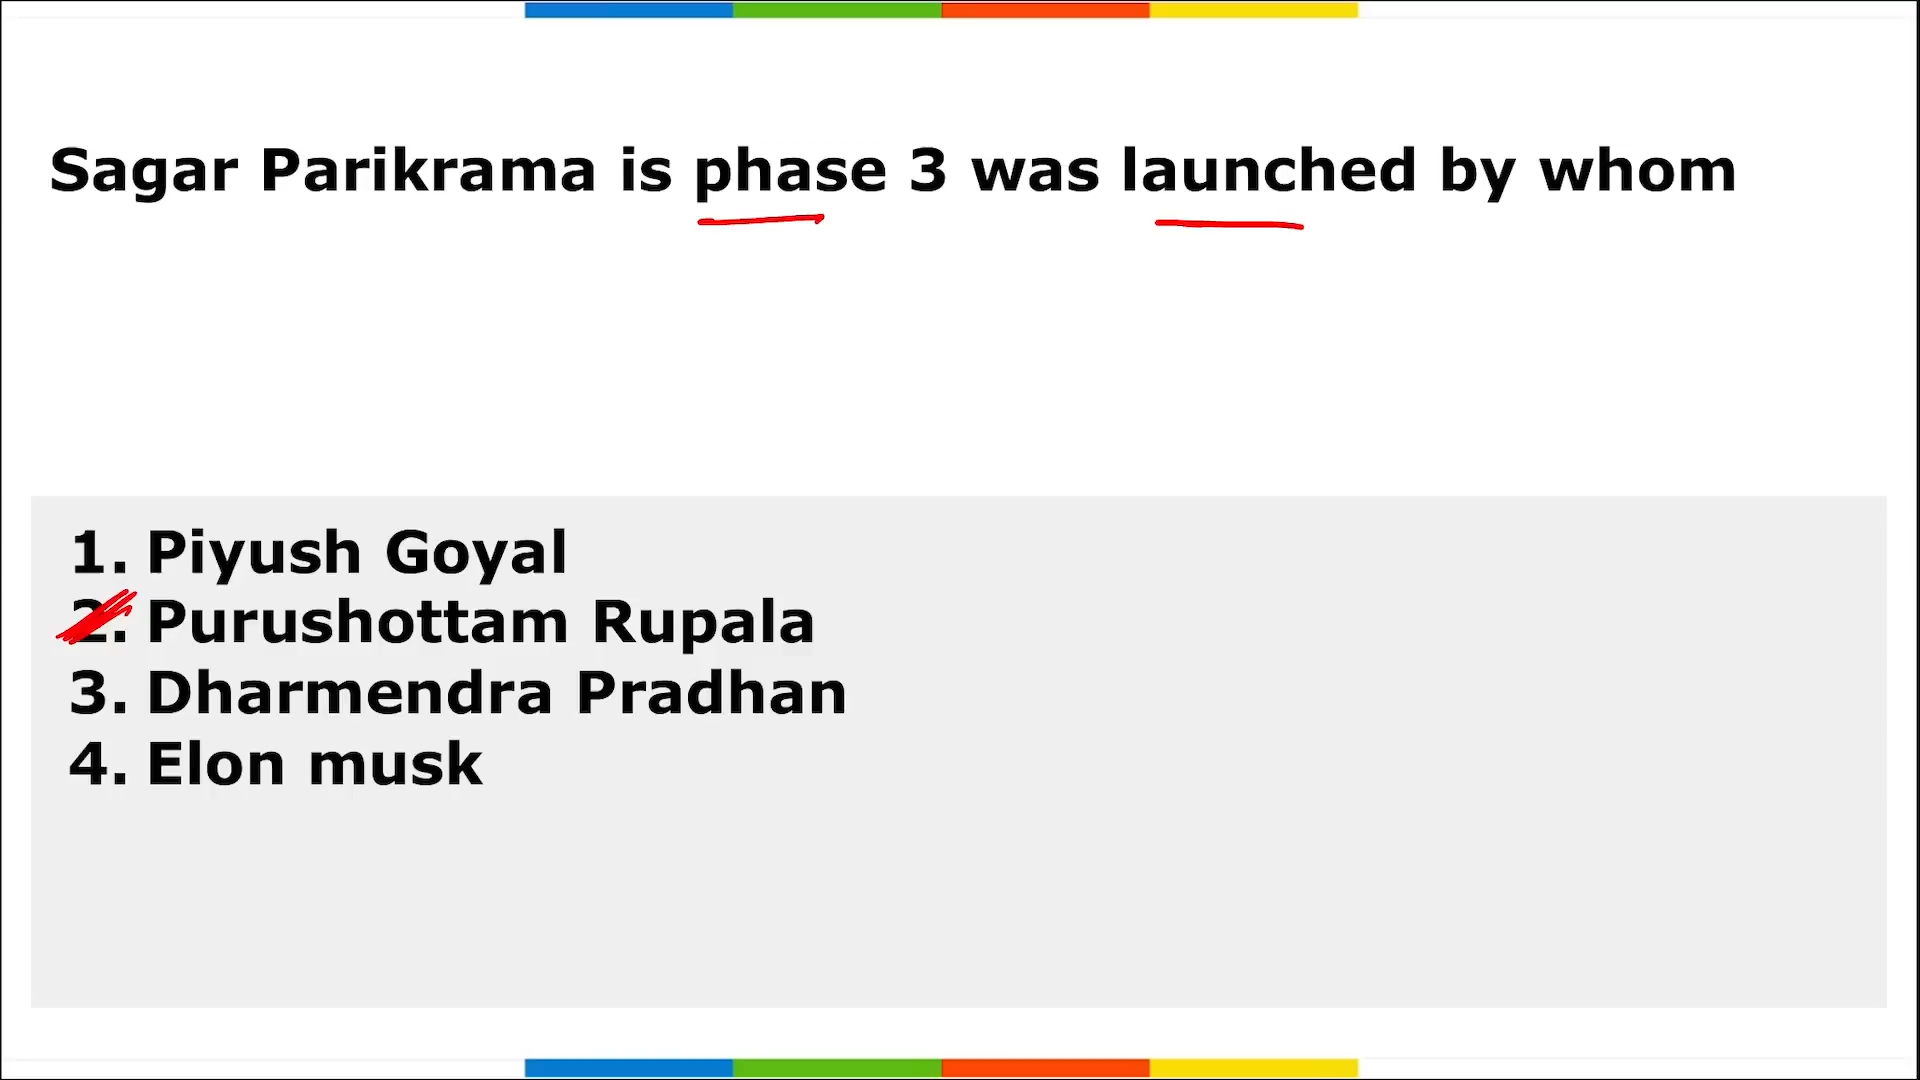 Sagar Parikrama is phase 3 was launched by whom
1. Piyush Goyal
2. Purushottam Rupala
3. Dharmendra Pradhan
4. Elon musk